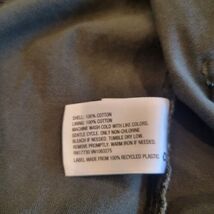 SHELL: 100% COTTON
LINING: 100% COTTON
MACHINE WASH COLD WITH LIKE COLORS.
GENTLE CYCLE. ONLY NON-CHLORINE
BLEACH IF NEEDED. TUMBLE DRY LOW.
REMOVE PROMPTLY. WARM IRON IF NEEDED.
LABEL MADE FROM 100% RECYCLED PLASTIC.